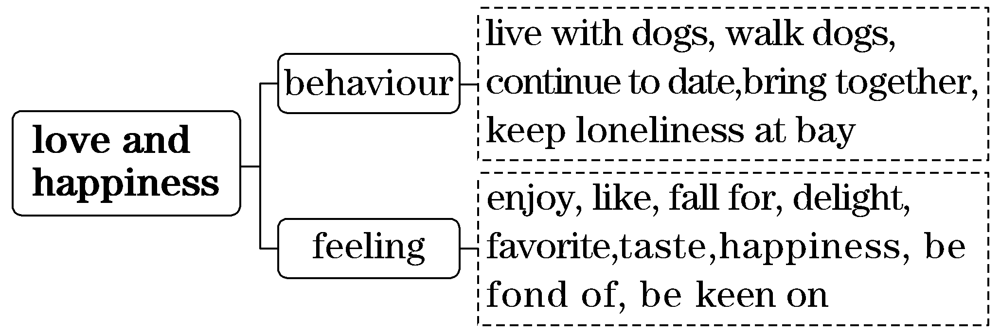 love and
happiness
behaviour
live with dogs, walk dogs,
continue to date,bring together,
keep loneliness at bay
feeling
enjoy, like, fall for, delight,
favorite,taste,happiness, be
fond of, be keen on